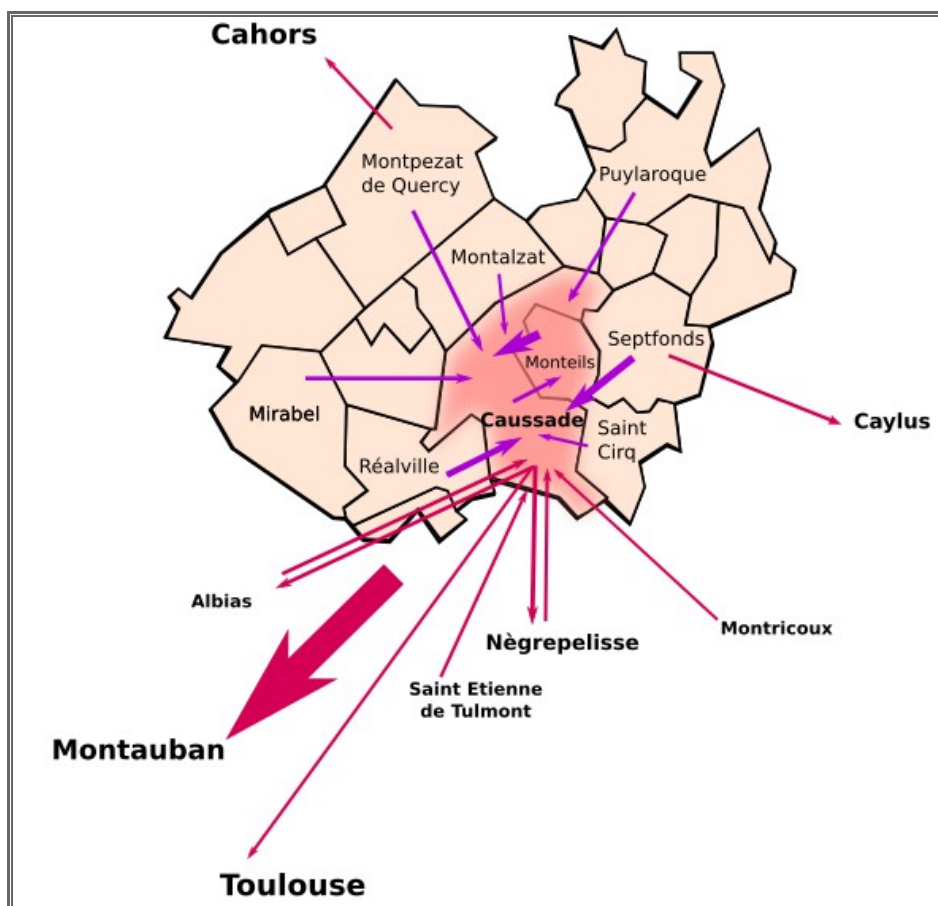 Cahors
Montpezat
de Quercy
Puylaroque
Montalzat
Septfonds
Monteils
Mirabel
Caussade
Caylus
Saint
Cirq
Réalville
Albias
Montricoux
Nègrepelisse
Saint Etienne
de Tulmont
Montauban
Toulouse